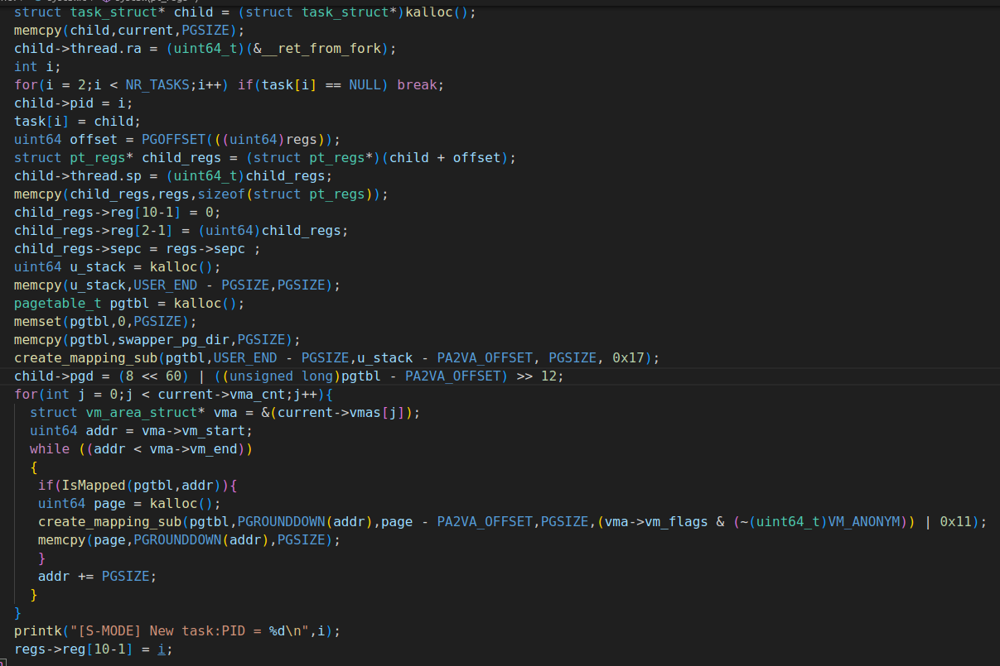 struct task_struct* child = (struct task_struct*)kalloc();
memcpy(child,current,PGSIZE);
child->thread.ra = (uint64_t)(&__ret_from_fork);
int i;
for(i = 2;i < NR_TASKS;i++) if(task[i] == NULL) break;
child->pid = i;
task[i] = child;
uint64 offset = PGOFFSET(((uint64)regs));
struct pt_regs* child_regs = (struct pt_regs*)(child + offset);
child->thread.sp = (uint64_t)child_regs;
memcpy(child_regs,regs,sizeof(struct pt_regs));
child_regs->reg[10-1] = 0;
child_regs->reg[2-1] = (uint64)child_regs;
child_regs->sepc = regs->sepc ;
uint64 u_stack = kalloc();
memcpy(u_stack,USER_END - PGSIZE,PGSIZE);
pagetable_t pgtbl = kalloc();
memset(pgtbl,0,PGSIZE);
memcpy(pgtbl,swapper_pg_dir,PGSIZE);
create_mapping_sub(pgtbl,USER_END - PGSIZE,u_stack - PA2VA_OFFSET, PGSIZE, 0x17);
child->pgd = (8 << 60) | ((unsigned long)pgtbl - PA2VA_OFFSET) >> 12;
for(int j = 0;j < current->vma_cnt;j++){
struct vm_area_struct* vma = &(current->vmas[j]);
uint64 addr = vma->vm_start;
while ((addr < vma->vm_end))
{
if(IsMapped(pgtbl,addr)){
uint64 page = kalloc();
create_mapping_sub(pgtbl,PGROUNDDOWN(addr),page - PA2VA_OFFSET,PGSIZE,(vma->vm_flags & (~(uint64_t)VM_ANONYM)) | 0x11);
memcpy(page,PGROUNDDOWN(addr),PGSIZE);
}
addr += PGSIZE;
}
}
printk("[S-MODE] New task:PID = %d\n",i);
regs->reg[10-1] = i;